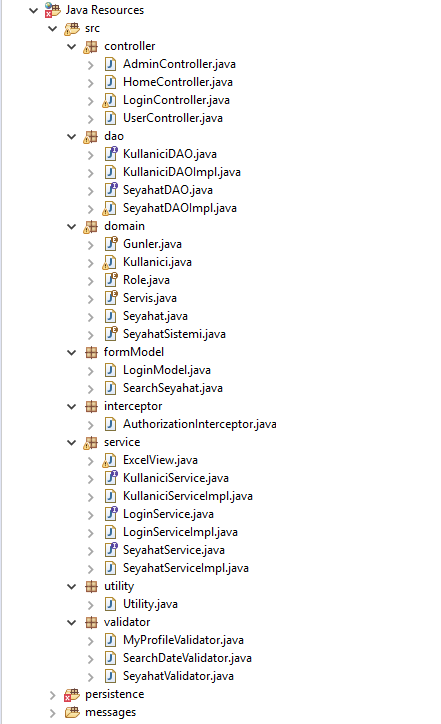 Java Resources
src
controller
AdminController.java
HomeController.java
LoginController.java
UserController.java
dao
KullaniciDAO.java
KullaniciDAOImpl.java
SeyahatDAO.java
SeyahatDAOImpl.java
domain
Gunler.java
Kullanici.java
Role.java
Servis.java
Seyahat.java
SeyahatSistemi.java
formModel
LoginModel.java
SearchSeyahat.java
interceptor
AuthorizationInterceptor.java
service
ExcelView.java
KullaniciService.java
KullaniciServiceImpl.java
LoginService.java
LoginServiceImpl.java
SeyahatService.java
SeyahatServiceImpl.java
utility
Utility.java
validator
MyProfileValidator.java
SearchDateValidator.java
SeyahatValidator.java
persistence
messages